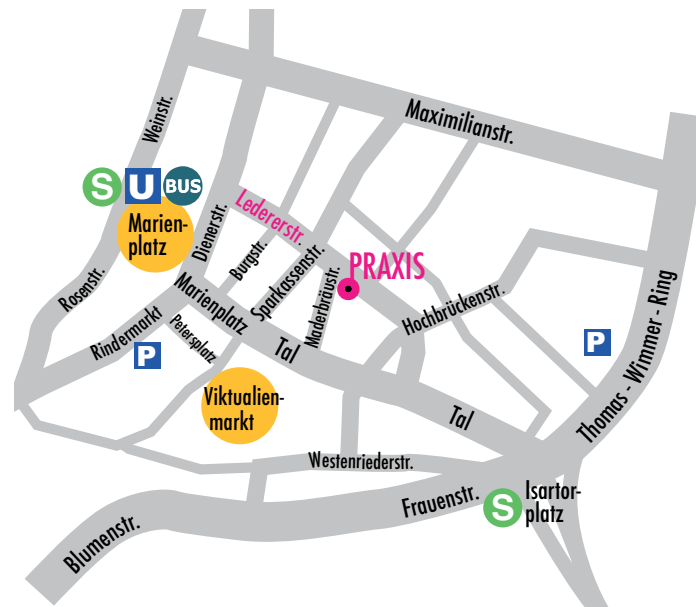 Maximilianstr.
Weinstr.
S
U
BUS
Marien-
platz
Ledererstr.
Dienerstr.
Burgstr.
Sparkassenstr.
PRAXIS
Maderbräustr.
Rosenstr.
Marienplatz
Hochbrückenstr.
Rindermarkt
Petersplatz
Tal
P
P
Thomas - Wimmer - Ring
Viktualien-
markt
Tal
Westenriederstr.
Frauenstr.
S
Isartor-
platz
Blumenstr.